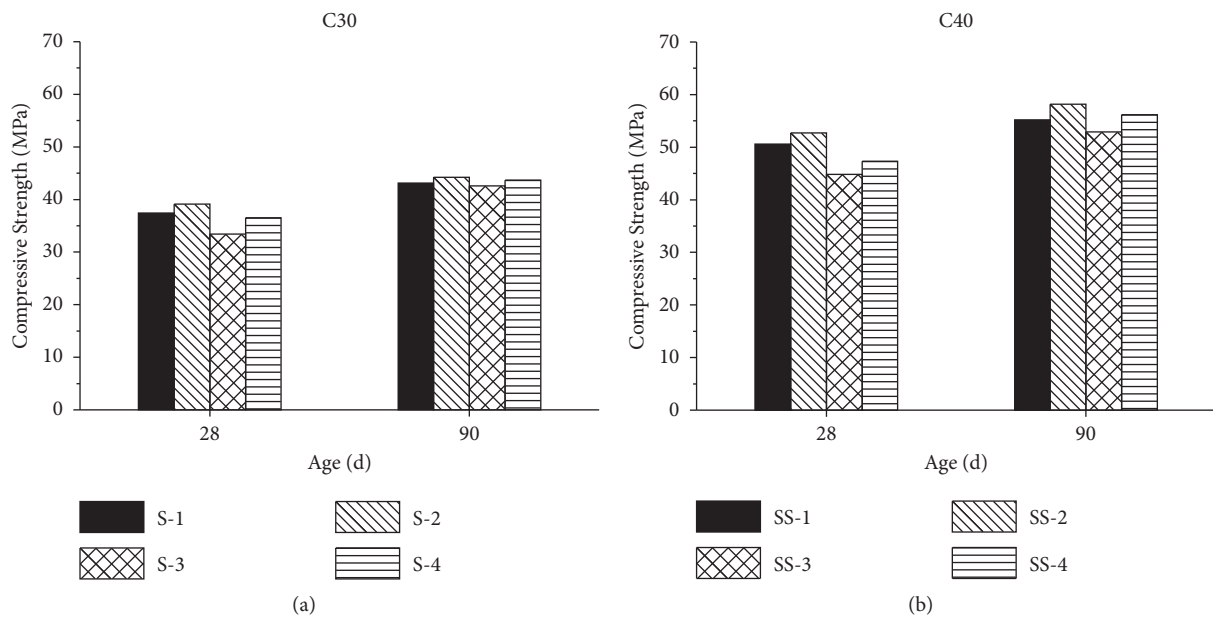 C30
70
60
50
40
30
20
10
0
Compressive Strength (MPa)
28
90
Age (d)
S-1
S-2
S-3
S-4
(a)
C40
70
60
50
40
30
20
10
0
Compressive Strength (MPa)
28
90
Age (d)
SS-1
SS-2
SS-3
SS-4
(b)